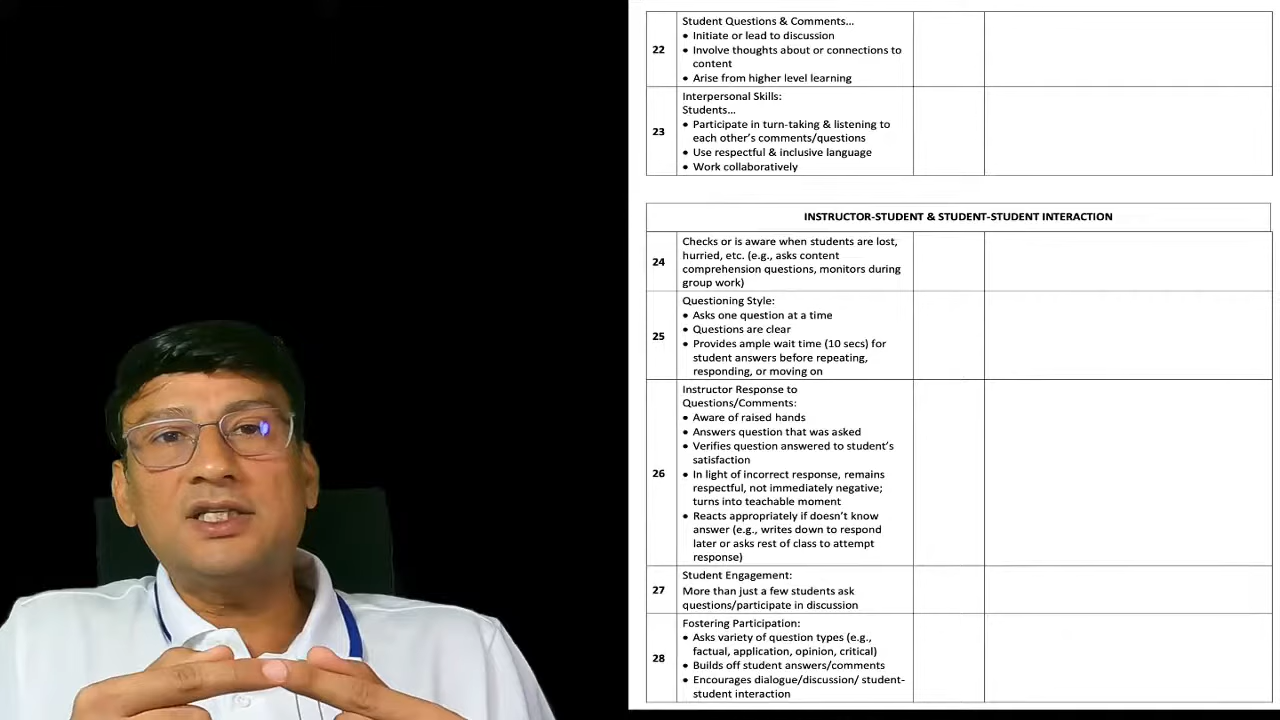 22
Student Questions & Comments...
• Initiate or lead to discussion
• Involve thoughts about or connections to
content
• Arise from higher level learning
23
Interpersonal Skills:
Students...
• Participate in turn-taking & listening to
each other's comments/questions
• Use respectful & inclusive language
• Work collaboratively
INSTRUCTOR-STUDENT & STUDENT-STUDENT INTERACTION
24
Checks or is aware when students are lost,
hurried, etc. (e.g., asks content
comprehension questions, monitors during
group work)
25
Questioning Style:
• Asks one question at a time
• Questions are clear
• Provides ample wait time (10 secs) for
student answers before repeating,
responding, or moving on
26
Instructor Response to
Questions/Comments:
• Aware of raised hands
• Answers question that was asked
• Verifies question answered to student's
satisfaction
• In light of incorrect response, remains
respectful, not immediately negative;
turns into teachable moment
• Reacts appropriately if doesn't know
answer (e.g., writes down to respond
later or asks rest of class to attempt
response)
27
Student Engagement:
More than just a few students ask
questions/participate in discussion
28
Fostering Participation:
• Asks variety of question types (e.g.,
factual, application, opinion, critical)
• Builds off student answers/comments
• Encourages dialogue/discussion/ student-
student interaction